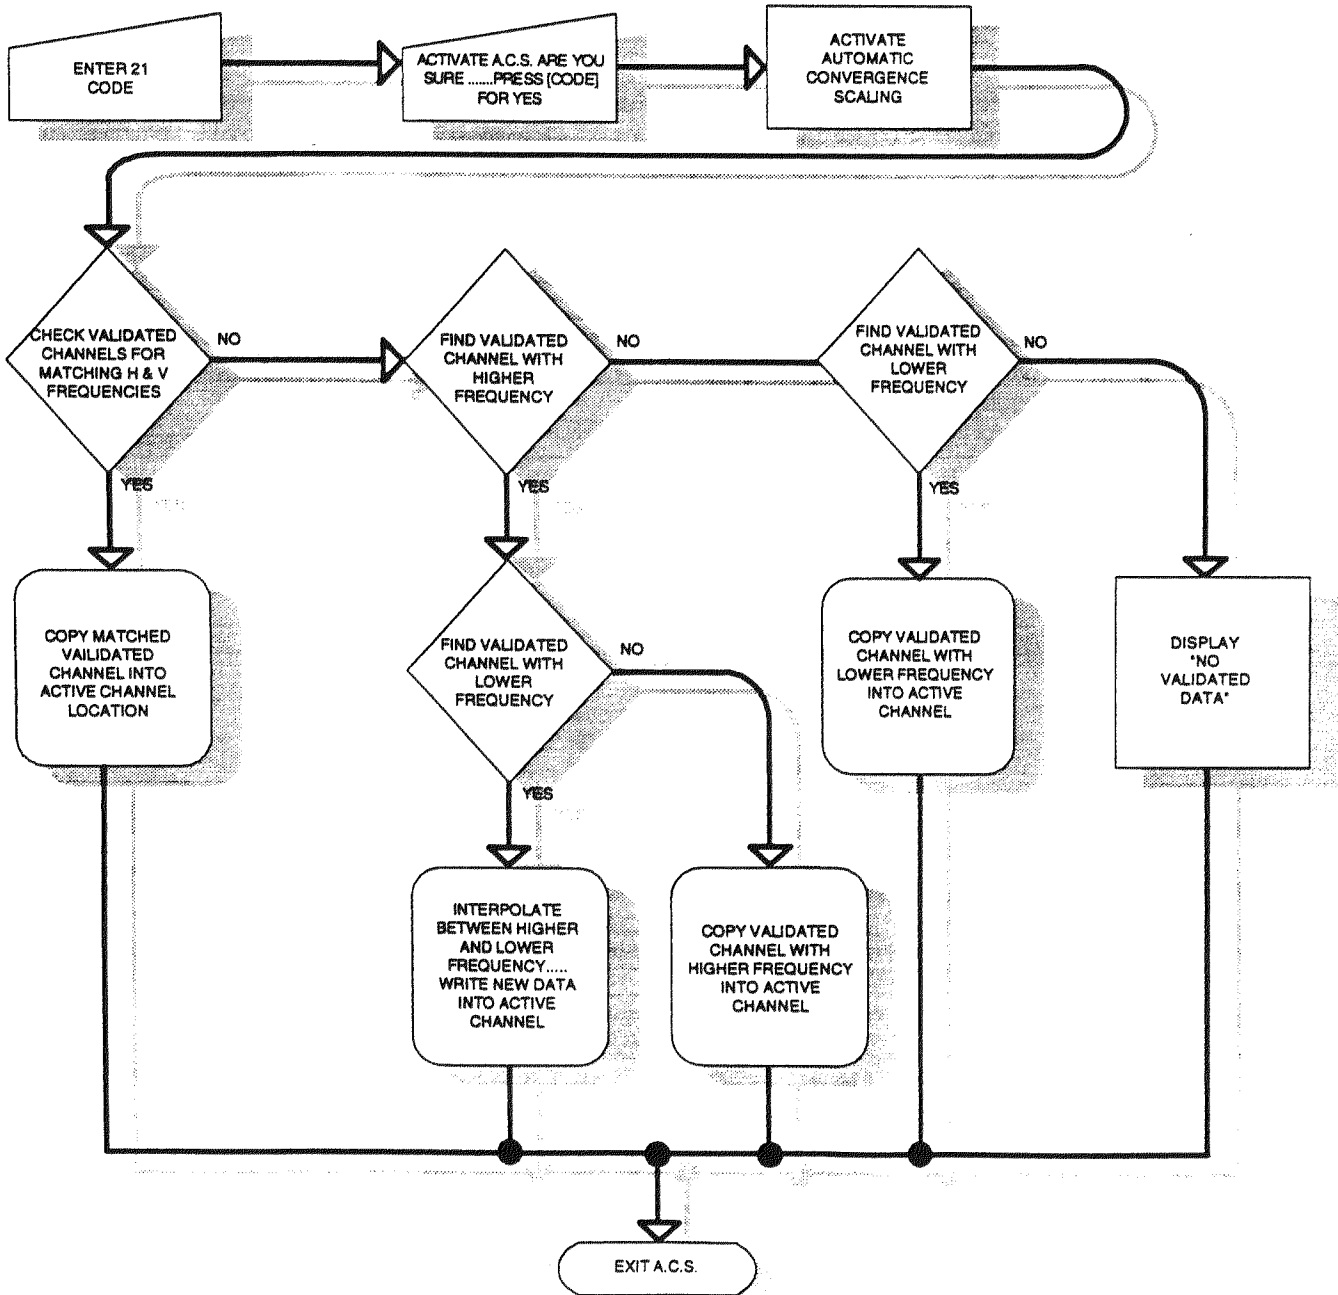 ENTER 21
CODE
ACTIVATE A.C.S. ARE YOU
SURE ......PRESS [CODE]
FOR YES
ACTIVATE
AUTOMATIC
CONVERGENCE
SCALING
CHECK VALIDATED
CHANNELS FOR
MATCHING H & V
FREQUENCIES
NO
YES
FIND VALIDATED
CHANNEL WITH
HIGHER
FREQUENCY
NO
YES
FIND VALIDATED
CHANNEL WITH
LOWER
FREQUENCY
NO
YES
COPY MATCHED
VAILIDATED
CHANNEL INTO
ACTIVE CHANNEL
LOCATION
FIND VALIDATED
CHANNEL WITH
LOWER
FREQUENCY
NO
YES
COPY VALIDATED
CHANNEL WITH
LOWER FREQUENCY
INTO ACTIVE
CHANNEL
DISPLAY
"NO
VALIDATED
DATA"
INTERPOLATE
BETWEEN HIGHER
AND LOWER
FREQUENCY.....
WRITE NEW DATA
INTO ACTIVE
CHANNEL
COPY VALIDATED
CHANNEL WITH
HIGHER FREQUENCY
INTO ACTIVE
CHANNEL
EXIT A.C.S.